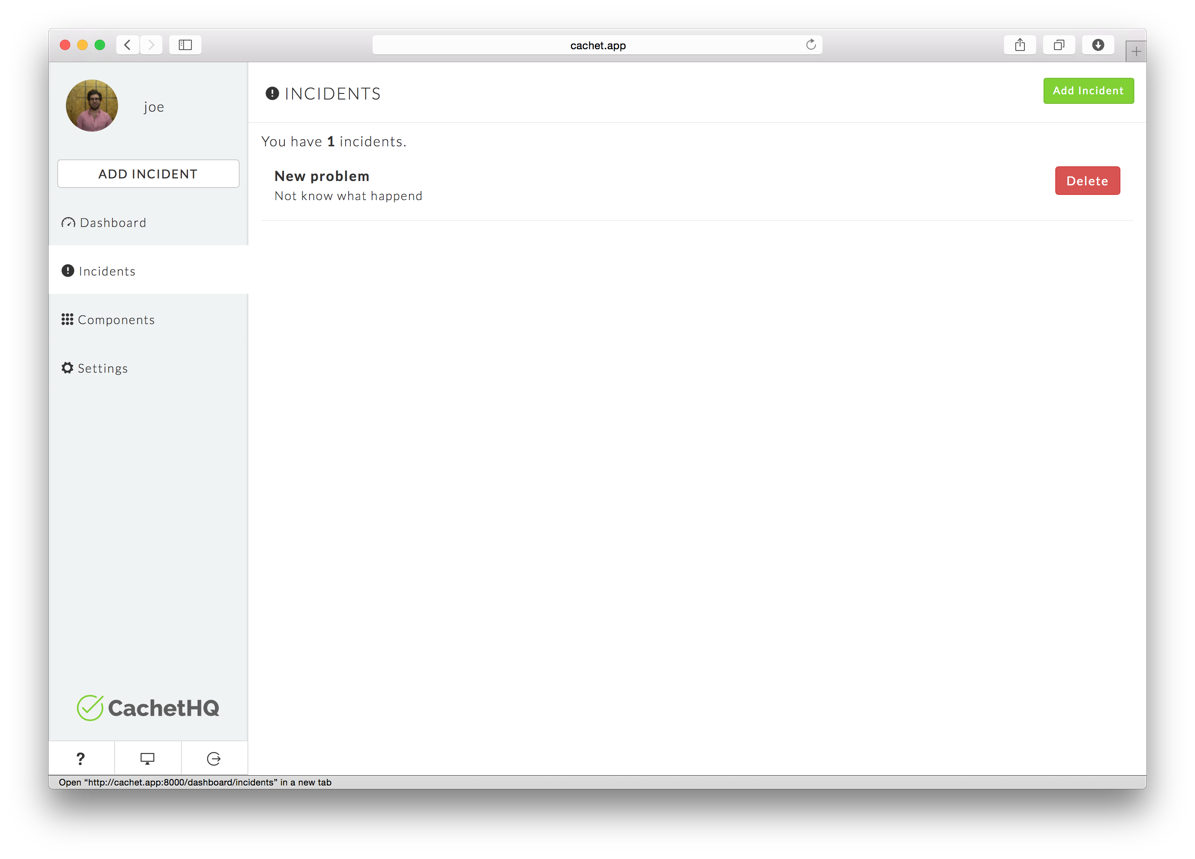 cachet.app
joe
ADD INCIDENT
Dashboard
Incidents
Components
Settings
CachetHQ
?
INCIDENTS
Add Incident
You have 1 incidents.
New problem
Not know what happend
Delete
Open "http://cachet.app:8000/dashboard/incidents" in a new tab